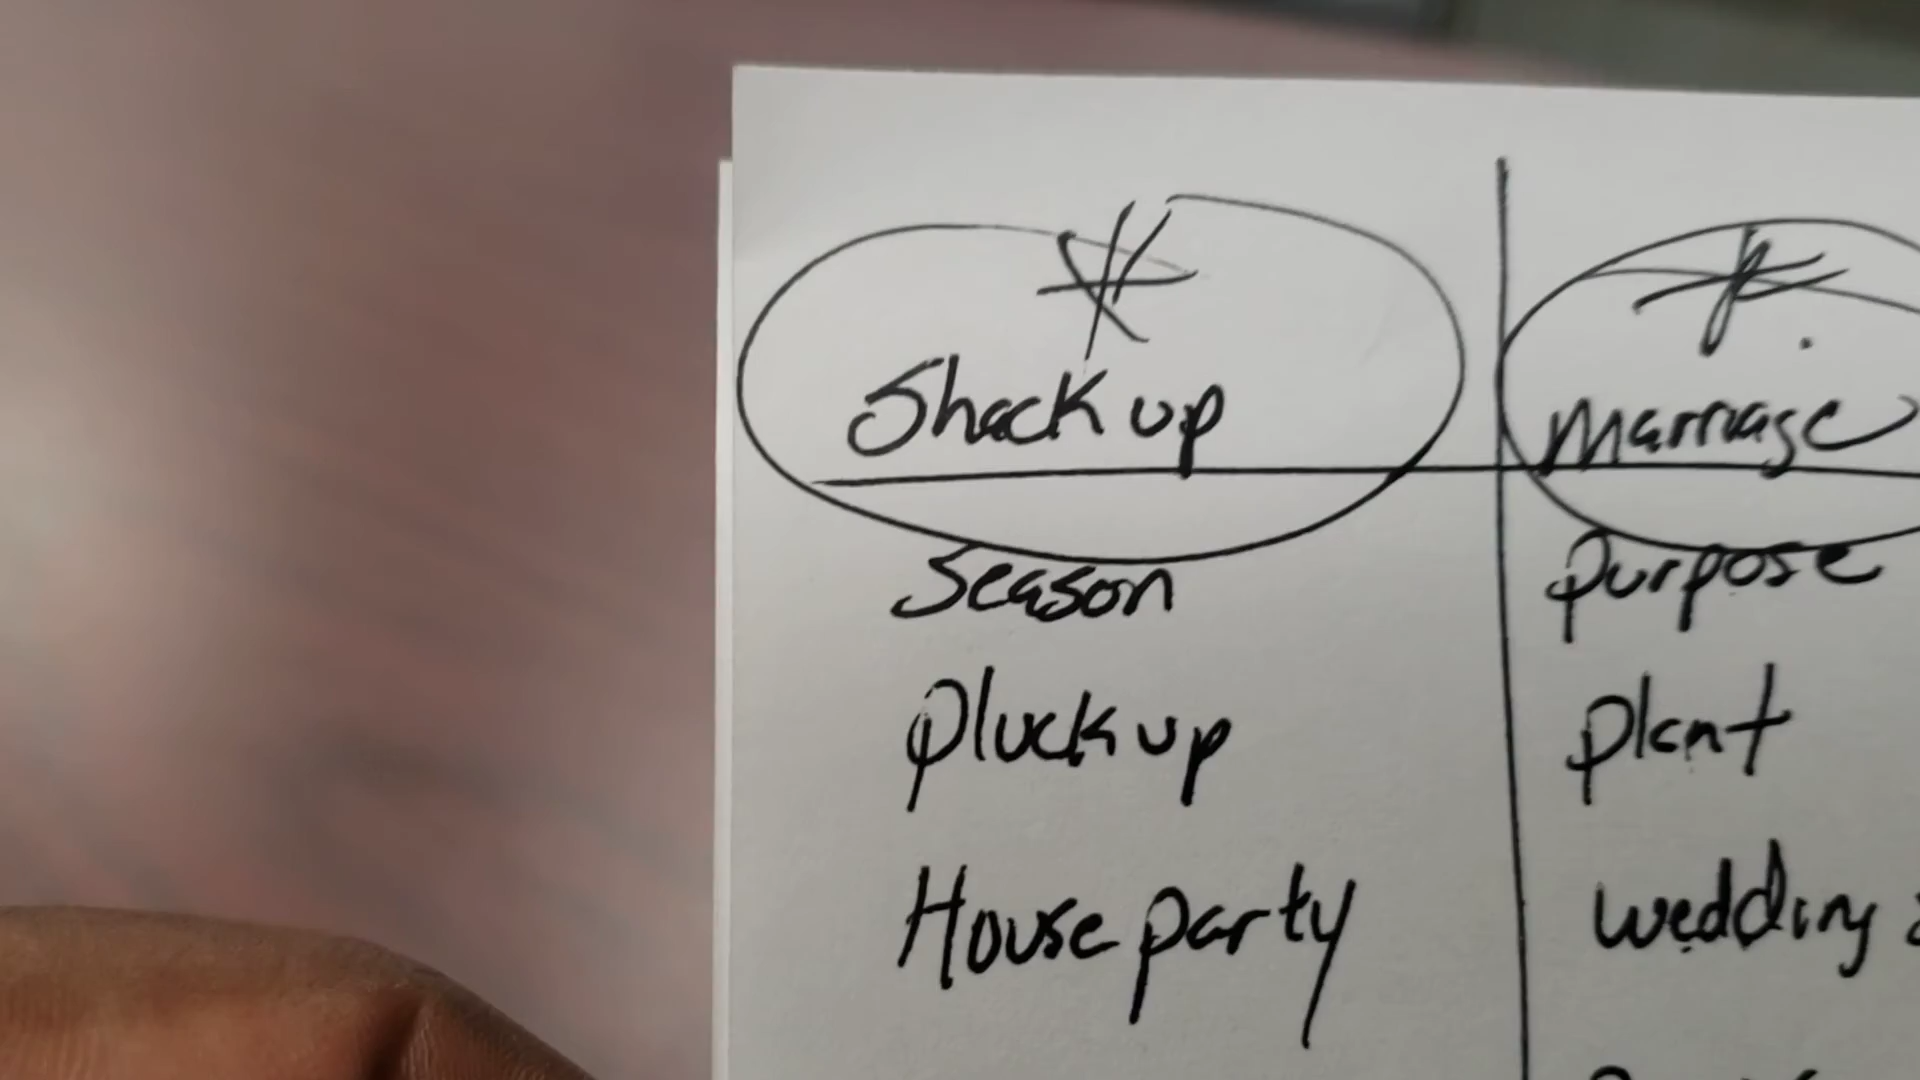 Shack up
Marriage
Season
Purpose
Pluck up
Plant
House party
Wedding